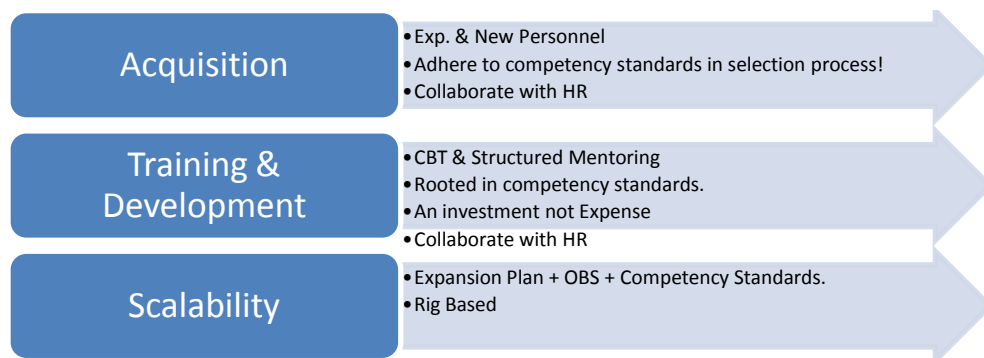 Acquisition
•Exp. & New Personnel
•Adhere to competency standards in selection process!
•Collaborate with HR
Training &
Development
•CBT & Structured Mentoring
•Rooted in competency standards.
•An investment not Expense
•Collaborate with HR
Scalability
•Expansion Plan + OBS + Competency Standards.
•Rig Based